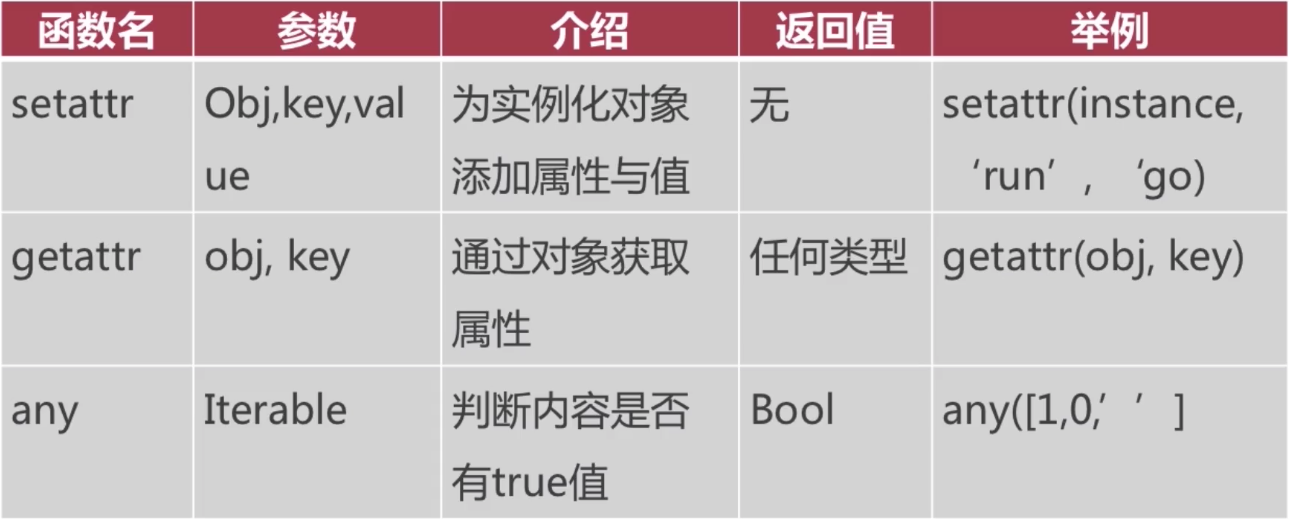 函数名 参数 介绍 返回值 举例
setattr Obj,key,val 为实例化对象 无 setattr(instance,
ue 添加属性与值 ‘run’, ‘go)
getattr obj, key 通过对象获取 任何类型 getattr(obj, key)
属性
any Iterable 判断内容是否 Bool any([1,0,’ ’]
有true值